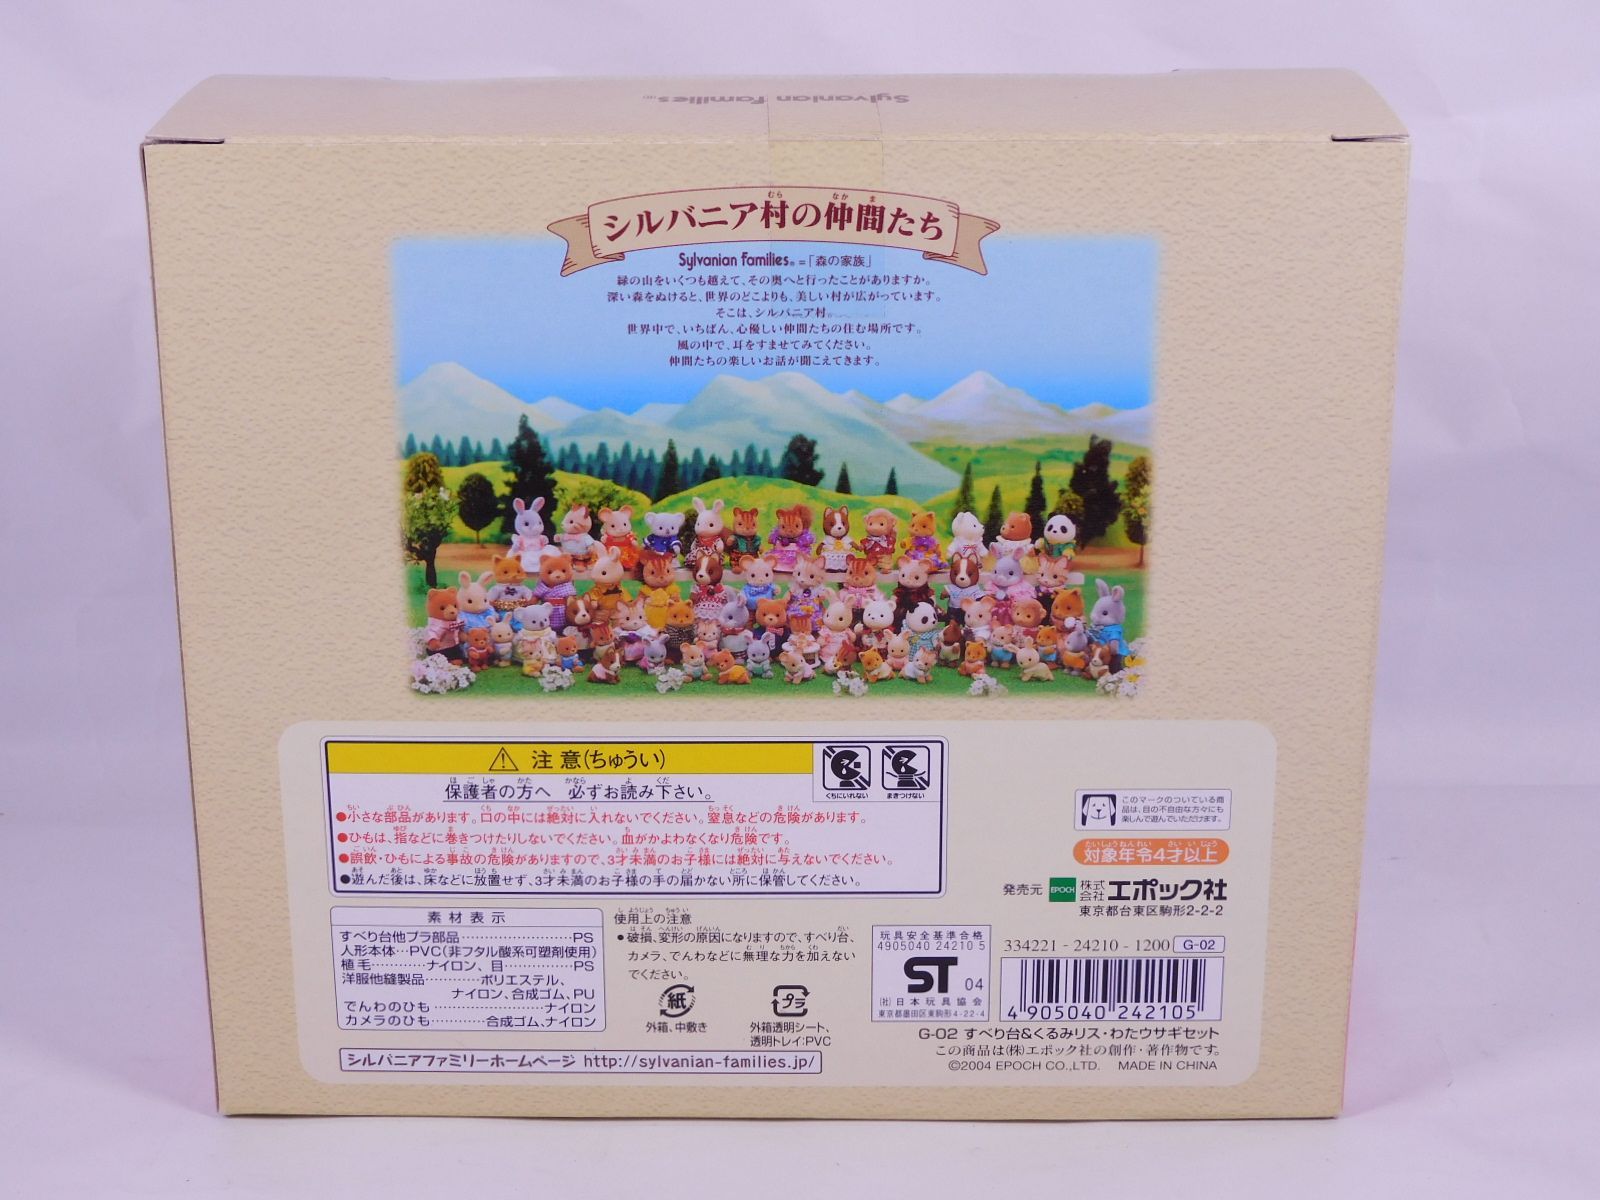 Sylvanian Families
シルバニア村の仲間たち
Sylvanian Families® =「森の家族」
緑の山をいくつも越えて、その奥へと行ったことがありますか。
深い森をぬけると、世界のどこよりも、美しい村が広がっています。
そこは、シルバニア村。
世界中で、いちばん、心優しい仲間たちの住む場所です。
風の中で、耳をすませてみてください。
仲間たちの楽しいお話が聞こえてきます。
注意(ちゅうい)
くちにいれない
まきつけない
保護者の方へ 必ずお読み下さい。
●小さな部品があります。口の中には絶対に入れないでください。窒息などの危険があります。
●ひもは、指などに巻きつけたりしないでください。血がかよわなくなり危険です。
●誤飲・ひもによる事故の危険がありますので、3才未満のお子様には絶対に与えないでください。
●遊んだ後は、床などに放置せず、3才未満のお子様の手の届かない所に保管してください。
このマークのついている商
品は、目の不自由な方々にも
楽しんで遊んでいただけます。
対象年令4才以上
発売元 EPOCH 株式会社 エポック社
東京都台東区駒形2-2-2
素材表示
すべり台他プラ部品……………PS
人形本体…PVC(非フタル酸系可塑剤使用)
植毛…………ナイロン、目……………PS
洋服他縫製品…………ポリエステル、
ナイロン、合成ゴム、PU
でんわのひも……………………ナイロン
カメラのひも…………合成ゴム、ナイロン
使用上の注意
●破損、変形の原因になりますので、すべり台、
カメラ、でんわなどに無理な力を加えない
でください。
紙
外箱、中敷き
プラ
外箱透明シート、
透明トレイ:PVC
玩具安全基準合格
4905040 24210 5
ST 04
(社)日本玩具協会
東京都墨田区東駒形4-22-4
334221-24210-1200 G-02
4 905040 242105
G-02 すべり台&くるみリス・わたウサギセット
この商品は(株)エポック社の創作・著作物です。
©2004 EPOCH CO.,LTD. MADE IN CHINA
シルバニアファミリーホームページ http://sylvanian-families.jp/